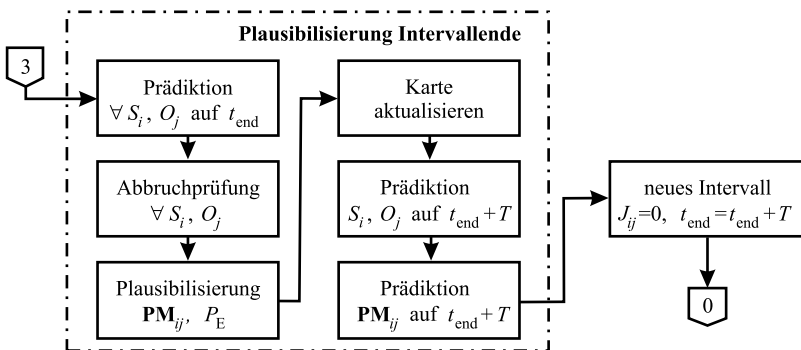 Plausibilisierung Intervallende
3
Prädiktion
∀ S_i, O_j auf t_end
Abbruchprüfung
∀ S_i, O_j
Plausibilisierung
PM_ij, P_E
Karte
aktualisieren
Prädiktion
S_i, O_j auf t_end+T
Prädiktion
PM_ij auf t_end+T
neues Intervall
J_ij=0, t_end=t_end+T
0